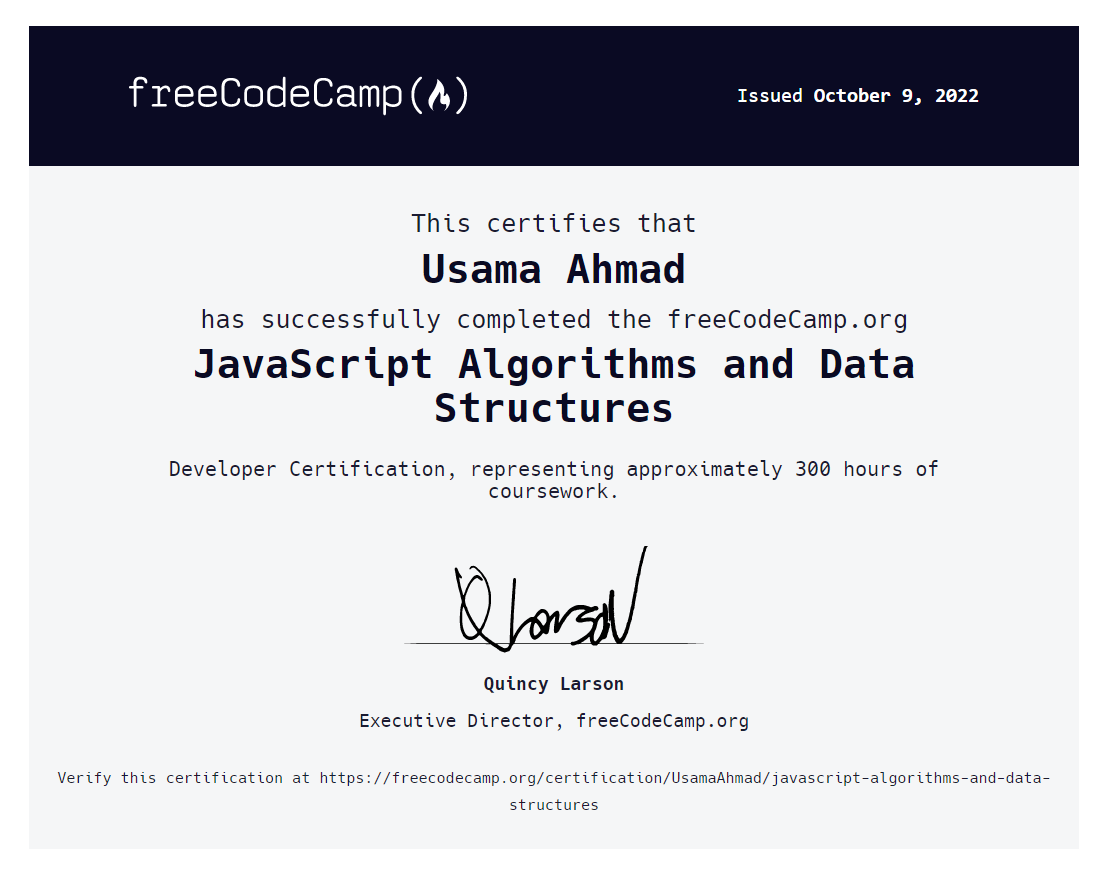 freeCodeCamp(🔥)
Issued October 9, 2022
This certifies that
Usama Ahmad
has successfully completed the freeCodeCamp.org
JavaScript Algorithms and Data
Structures
Developer Certification, representing approximately 300 hours of
coursework.
Q Larson
Quincy Larson
Executive Director, freeCodeCamp.org
Verify this certification at https://freecodecamp.org/certification/UsamaAhmad/javascript-algorithms-and-data-
structures